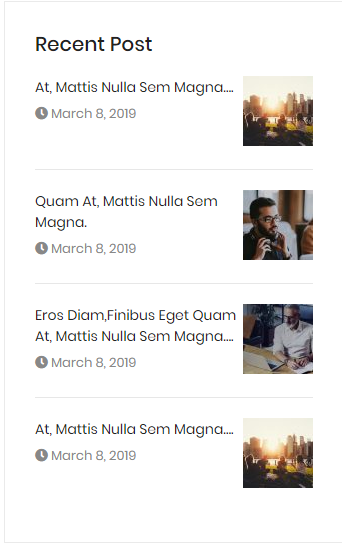 Recent Post
At, Mattis Nulla Sem Magna....
March 8, 2019
Quam At, Mattis Nulla Sem
Magna.
March 8, 2019
Eros Diam,Finibus Eget Quam
At, Mattis Nulla Sem Magna....
March 8, 2019
At, Mattis Nulla Sem Magna....
March 8, 2019